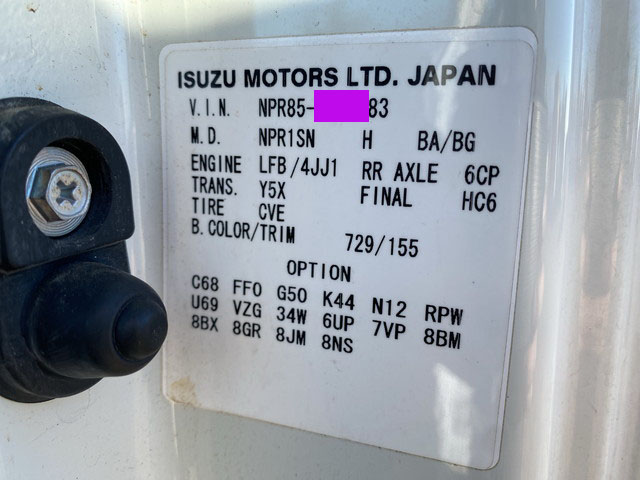 ISUZU MOTORS LTD. JAPAN
V.I.N. NPR85- 83
M.D. NPR1SN H BA/BG
ENGINE LFB/4JJ1 RR AXLE 6CP
TRANS. Y5X FINAL HC6
TIRE CVE
B.COLOR/TRIM 729/155
OPTION
C68 FFO G50 K44 N12 RPW
U69 VZG 34W 6UP 7VP 8BM
8BX 8GR 8JM 8NS